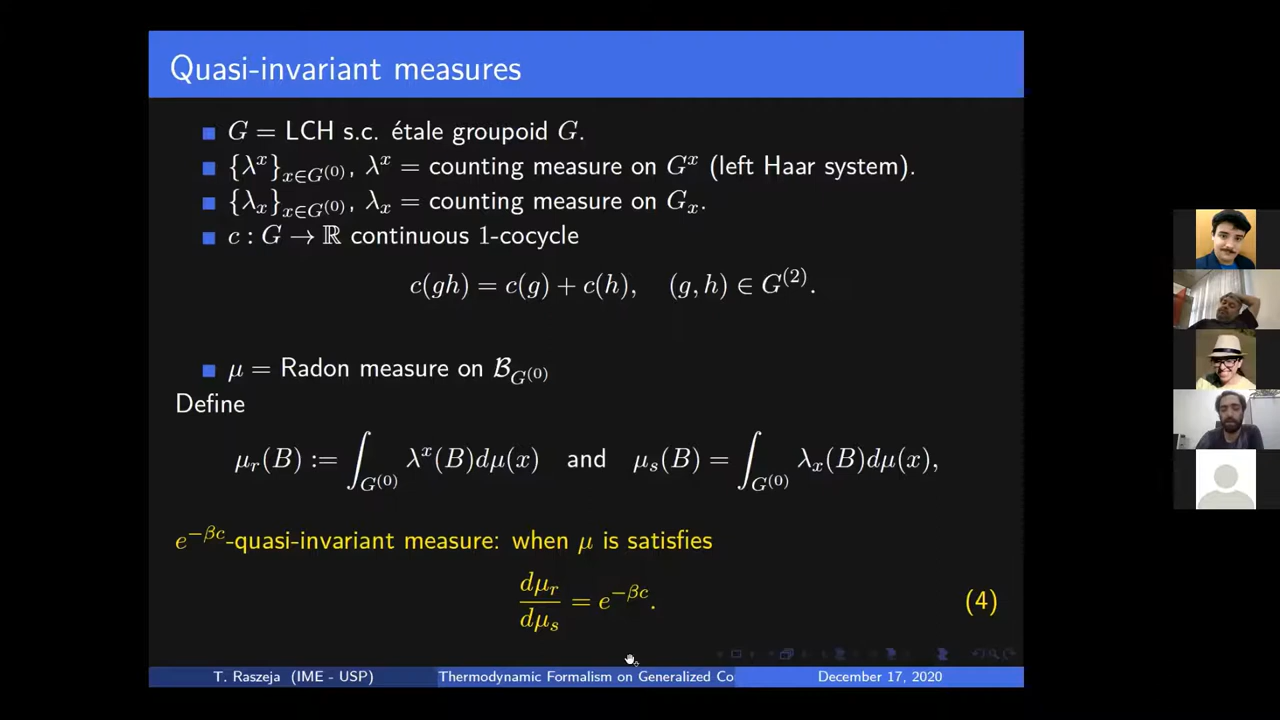 Quasi-invariant measures
G = LCH s.c. étale groupoid G.
{λ^x}_{x∈G^{(0)}}, λ^x = counting measure on G^x (left Haar system).
{λ_x}_{x∈G^{(0)}}, λ_x = counting measure on G_x.
c : G → ℝ continuous 1-cocycle
c(gh) = c(g) + c(h), (g, h) ∈ G^{(2)}.
μ = Radon measure on ℬ_{G^{(0)}}
Define
μ_r(B) := ∫_{G^{(0)}} λ^x(B)dμ(x) and μ_s(B) = ∫_{G^{(0)}} λ_x(B)dμ(x),
e^{−βc}-quasi-invariant measure: when μ is satisfies
dμ_r/dμ_s = e^{−βc}. (4)
T. Raszeja (IME - USP) Thermodynamic Formalism on Generalized Co December 17, 2020